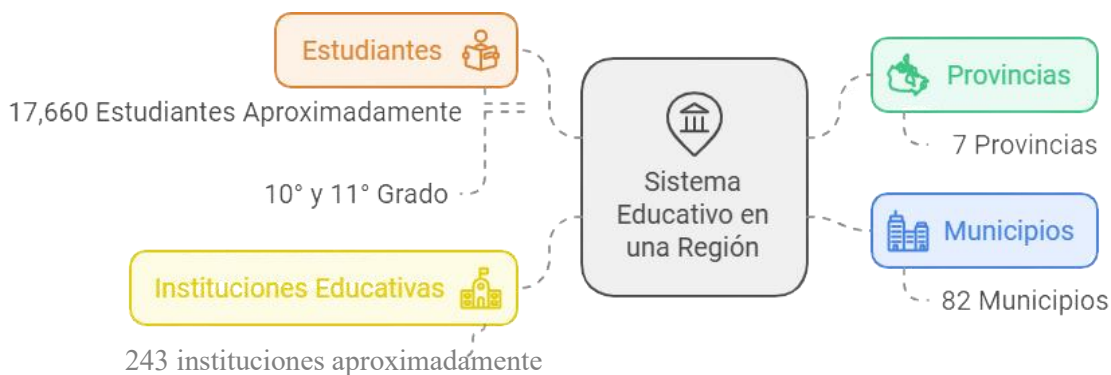 Estudiantes
17,660 Estudiantes Aproximadamente
10° y 11° Grado
Instituciones Educativas
243 instituciones aproximadamente
Sistema
Educativo en
una Región
Provincias
7 Provincias
Municipios
82 Municipios